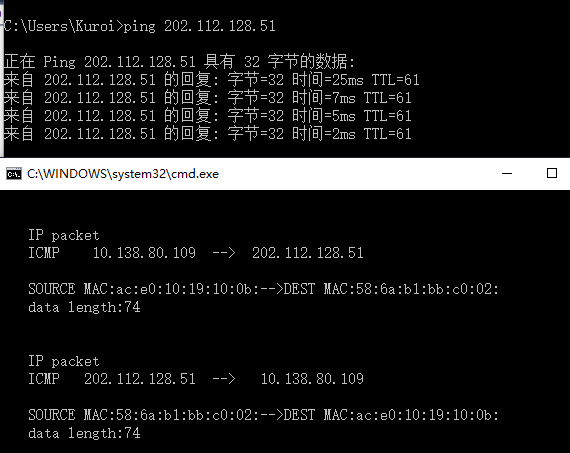 C:\Users\Kuroi>ping 202.112.128.51
正在 Ping 202.112.128.51 具有 32 字节的数据:
来自 202.112.128.51 的回复: 字节=32 时间=25ms TTL=61
来自 202.112.128.51 的回复: 字节=32 时间=7ms TTL=61
来自 202.112.128.51 的回复: 字节=32 时间=5ms TTL=61
来自 202.112.128.51 的回复: 字节=32 时间=2ms TTL=61
C:\WINDOWS\system32\cmd.exe
IP packet
ICMP 10.138.80.109 --> 202.112.128.51
SOURCE MAC:ac:e0:10:19:10:0b:-->DEST MAC:58:6a:b1:bb:c0:02:
data length:74
IP packet
ICMP 202.112.128.51 --> 10.138.80.109
SOURCE MAC:58:6a:b1:bb:c0:02:-->DEST MAC:ac:e0:10:19:10:0b:
data length:74